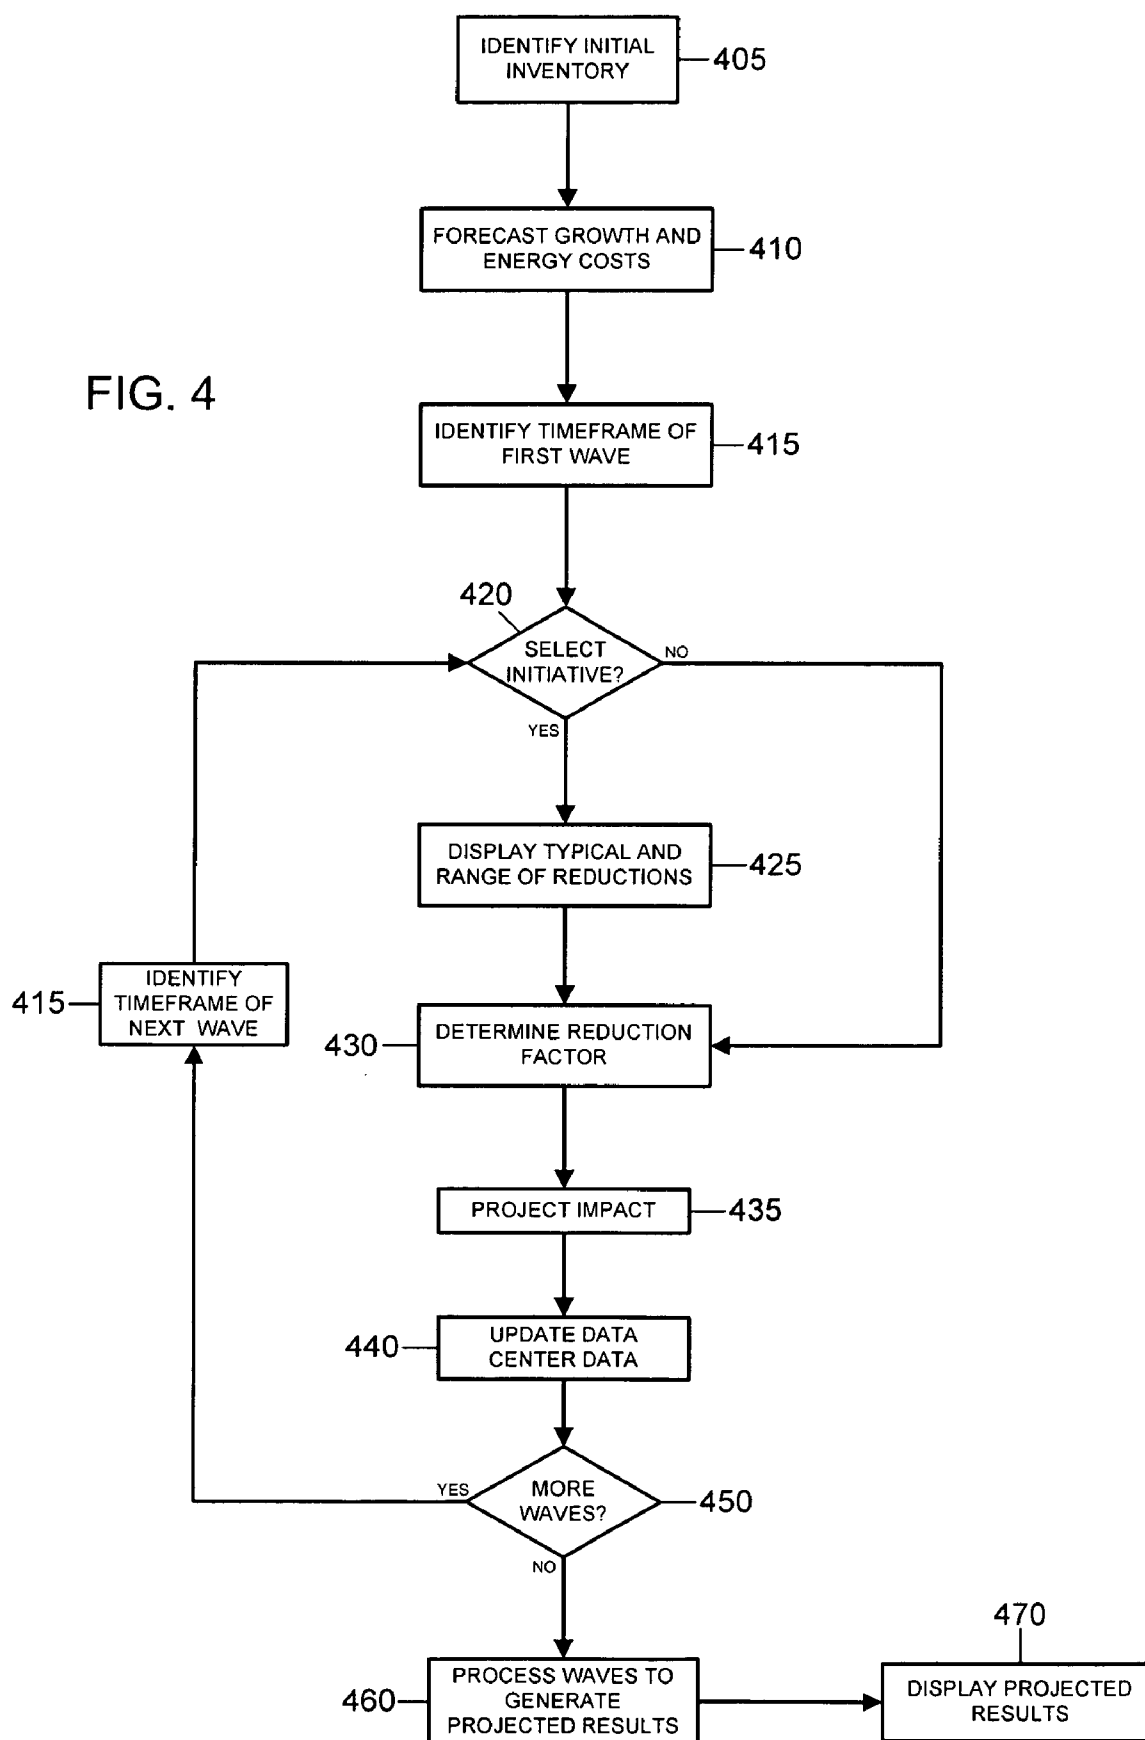 IDENTIFY INITIAL
INVENTORY
405
FORECAST GROWTH AND
ENERGY COSTS
410
FIG. 4
IDENTIFY TIMEFRAME OF
FIRST WAVE
415
420
SELECT
INITIATIVE?
NO
YES
DISPLAY TYPICAL AND
RANGE OF REDUCTIONS
425
415
IDENTIFY
TIMEFRAME OF
NEXT WAVE
430
DETERMINE REDUCTION
FACTOR
PROJECT IMPACT
435
440
UPDATE DATA
CENTER DATA
YES
MORE
WAVES?
450
NO
460
PROCESS WAVES TO
GENERATE
PROJECTED RESULTS
470
DISPLAY PROJECTED
RESULTS